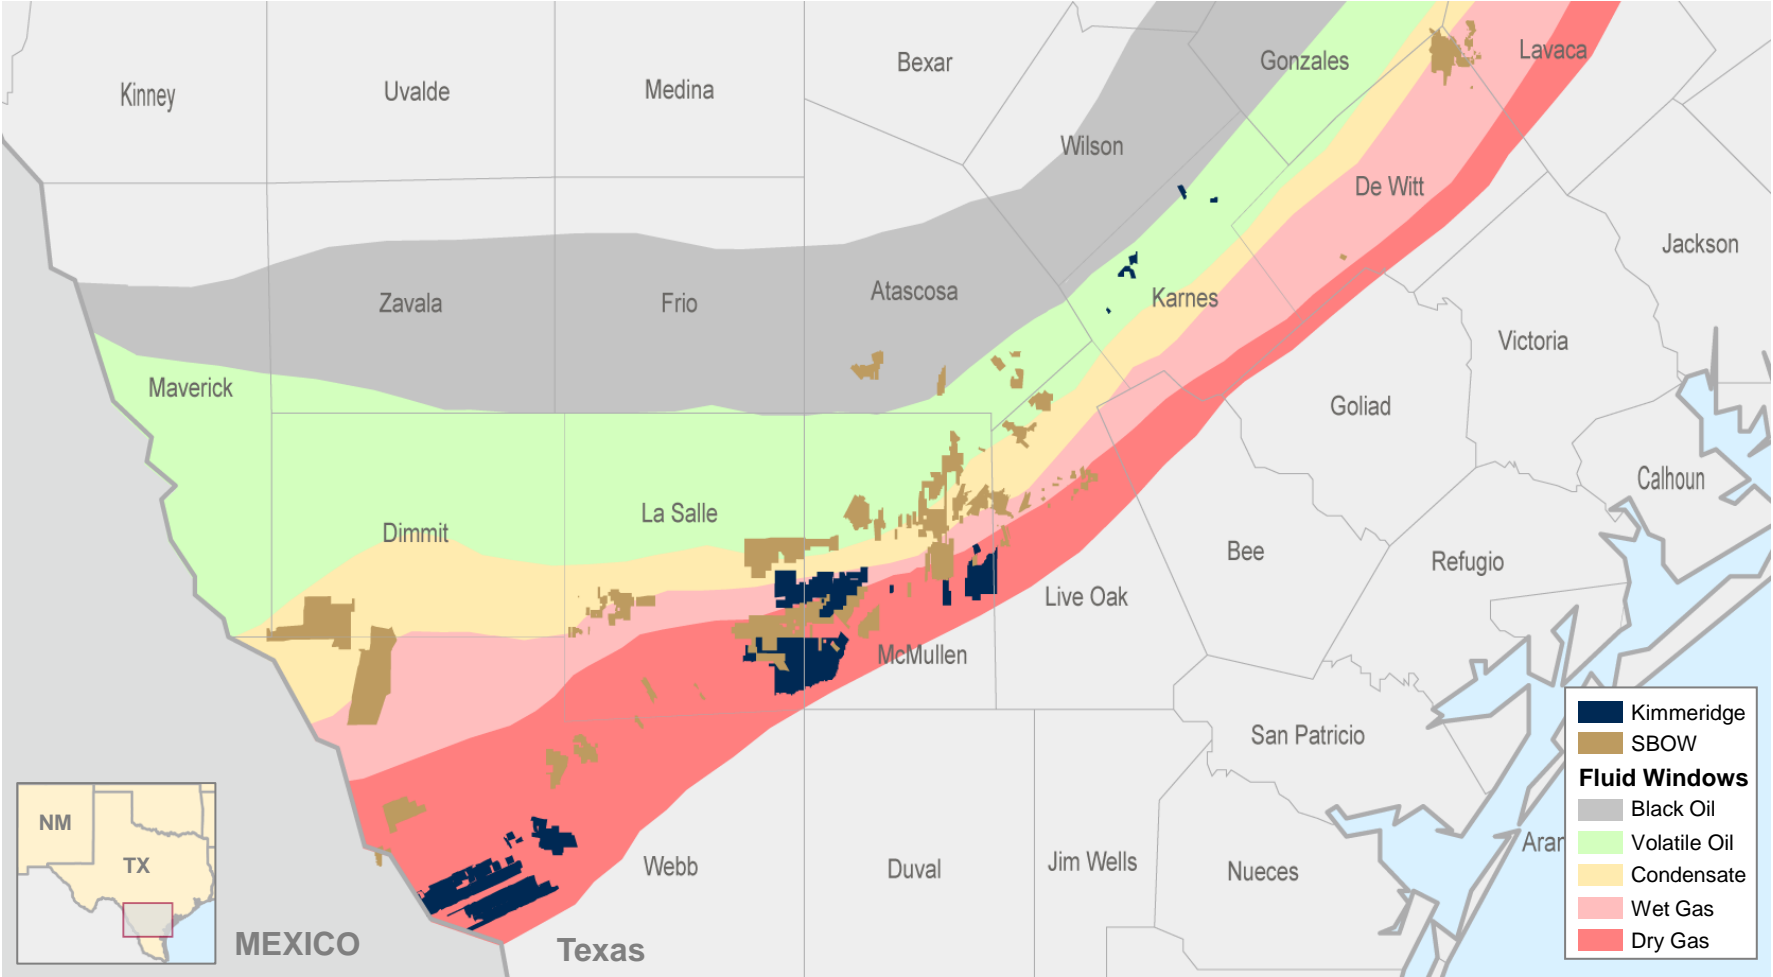 Bexar
Gonzales
Lavaca
Kinney
Uvalde
Medina
Wilson
De Witt
Jackson
Zavala
Frio
Atascosa
Karnes
Victoria
Maverick
Goliad
Dimmit
La Salle
Calhoun
Bee
Refugio
Live Oak
McMullen
San Patricio
Webb
Duval
Jim Wells
Nueces
Aran
MEXICO
Texas
NM
TX
Kimmeridge
SBOW
Fluid Windows
Black Oil
Volatile Oil
Condensate
Wet Gas
Dry Gas